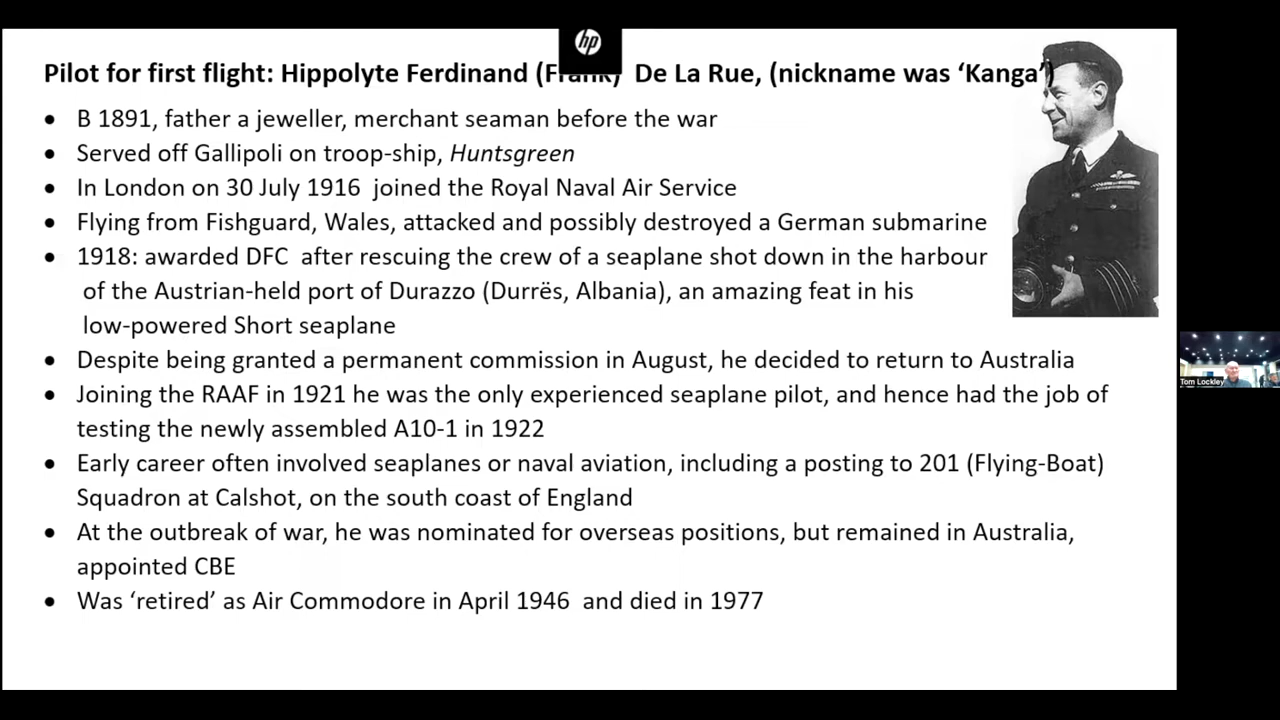 hp
Pilot for first flight: Hippolyte Ferdinand (Frank) De La Rue, (nickname was ‘Kanga’)
• B 1891, father a jeweller, merchant seaman before the war
• Served off Gallipoli on troop-ship, Huntsgreen
• In London on 30 July 1916 joined the Royal Naval Air Service
• Flying from Fishguard, Wales, attacked and possibly destroyed a German submarine
• 1918: awarded DFC after rescuing the crew of a seaplane shot down in the harbour
of the Austrian-held port of Durazzo (Durrës, Albania), an amazing feat in his
low-powered Short seaplane
• Despite being granted a permanent commission in August, he decided to return to Australia
• Joining the RAAF in 1921 he was the only experienced seaplane pilot, and hence had the job of
testing the newly assembled A10-1 in 1922
• Early career often involved seaplanes or naval aviation, including a posting to 201 (Flying-Boat)
Squadron at Calshot, on the south coast of England
• At the outbreak of war, he was nominated for overseas positions, but remained in Australia,
appointed CBE
• Was ‘retired’ as Air Commodore in April 1946 and died in 1977
Tom Lockley